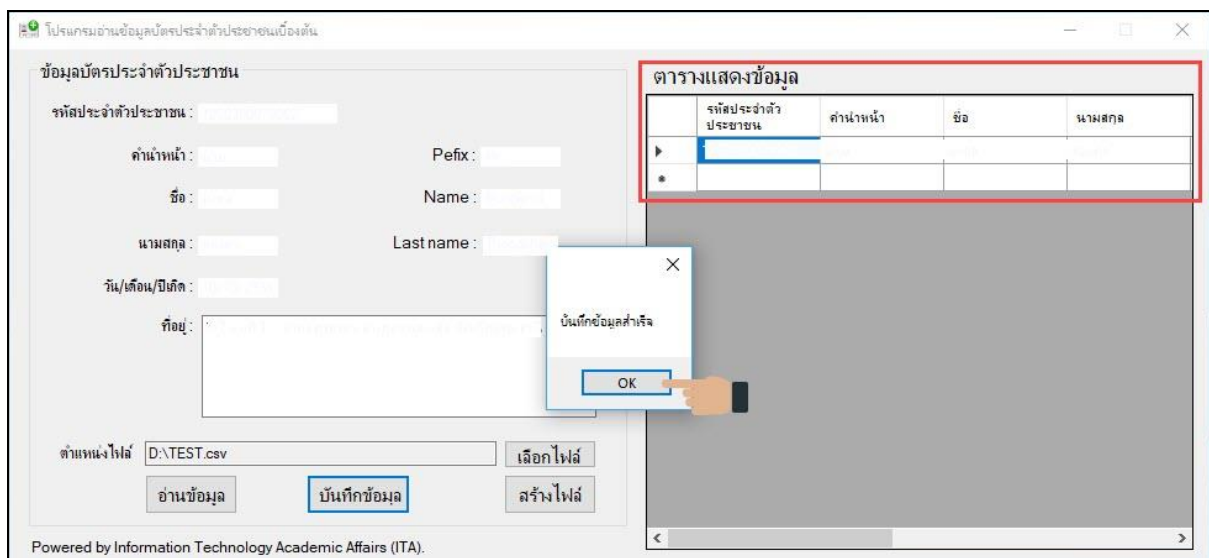 โปรแกรมอ่านข้อมูลบัตรประจำตัวประชาชนเบื้องต้น
ข้อมูลบัตรประจำตัวประชาชน
รหัสประจำตัวประชาชน :
คำนำหน้า :
Pefix :
ชื่อ :
Name :
นามสกุล :
Last name :
วัน/เดือน/ปีเกิด :
ที่อยู่ :
ตำแหน่งไฟล์ D:\TEST.csv
เลือกไฟล์
อ่านข้อมูล
บันทึกข้อมูล
สร้างไฟล์
Powered by Information Technology Academic Affairs (ITA).
ตารางแสดงข้อมูล
รหัสประจำตัว
ประชาชน
คำนำหน้า
ชื่อ
นามสกุล
บันทึกข้อมูลสำเร็จ
OK